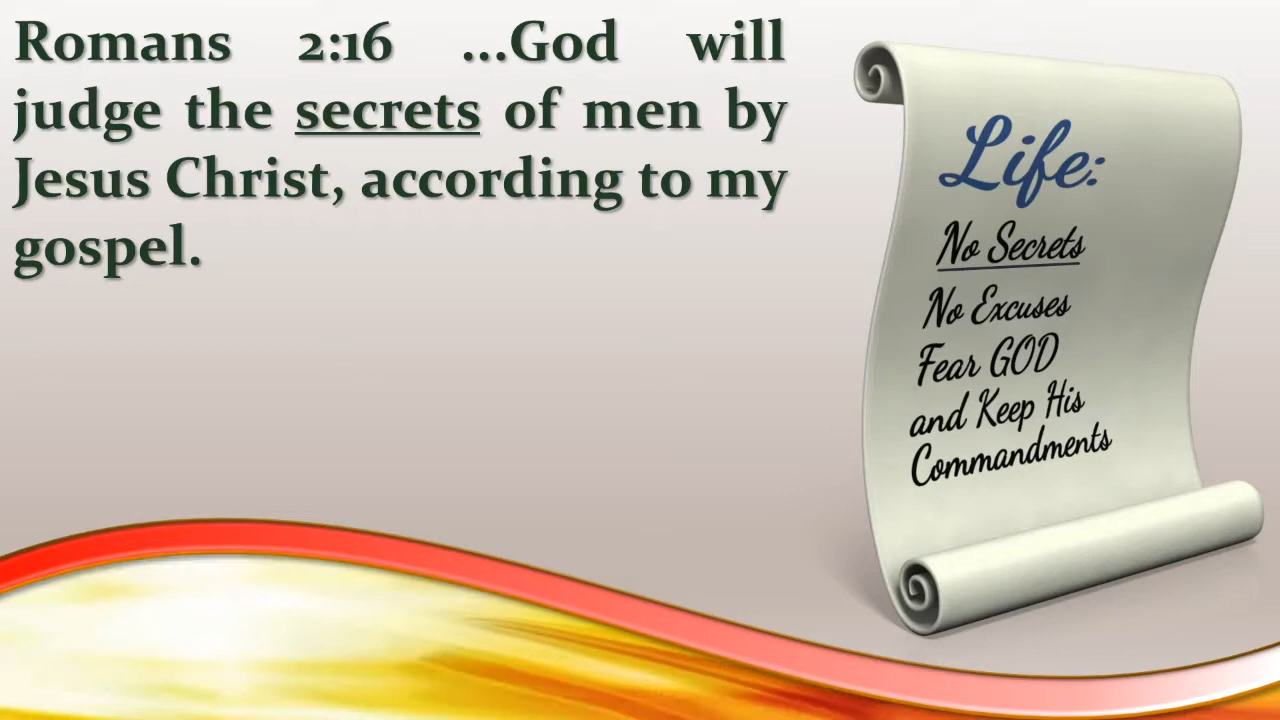 Romans 2:16 ...God will
judge the secrets of men by
Jesus Christ, according to my
gospel.
Life:
No Secrets
No Excuses
Fear GOD
and Keep His
Commandments